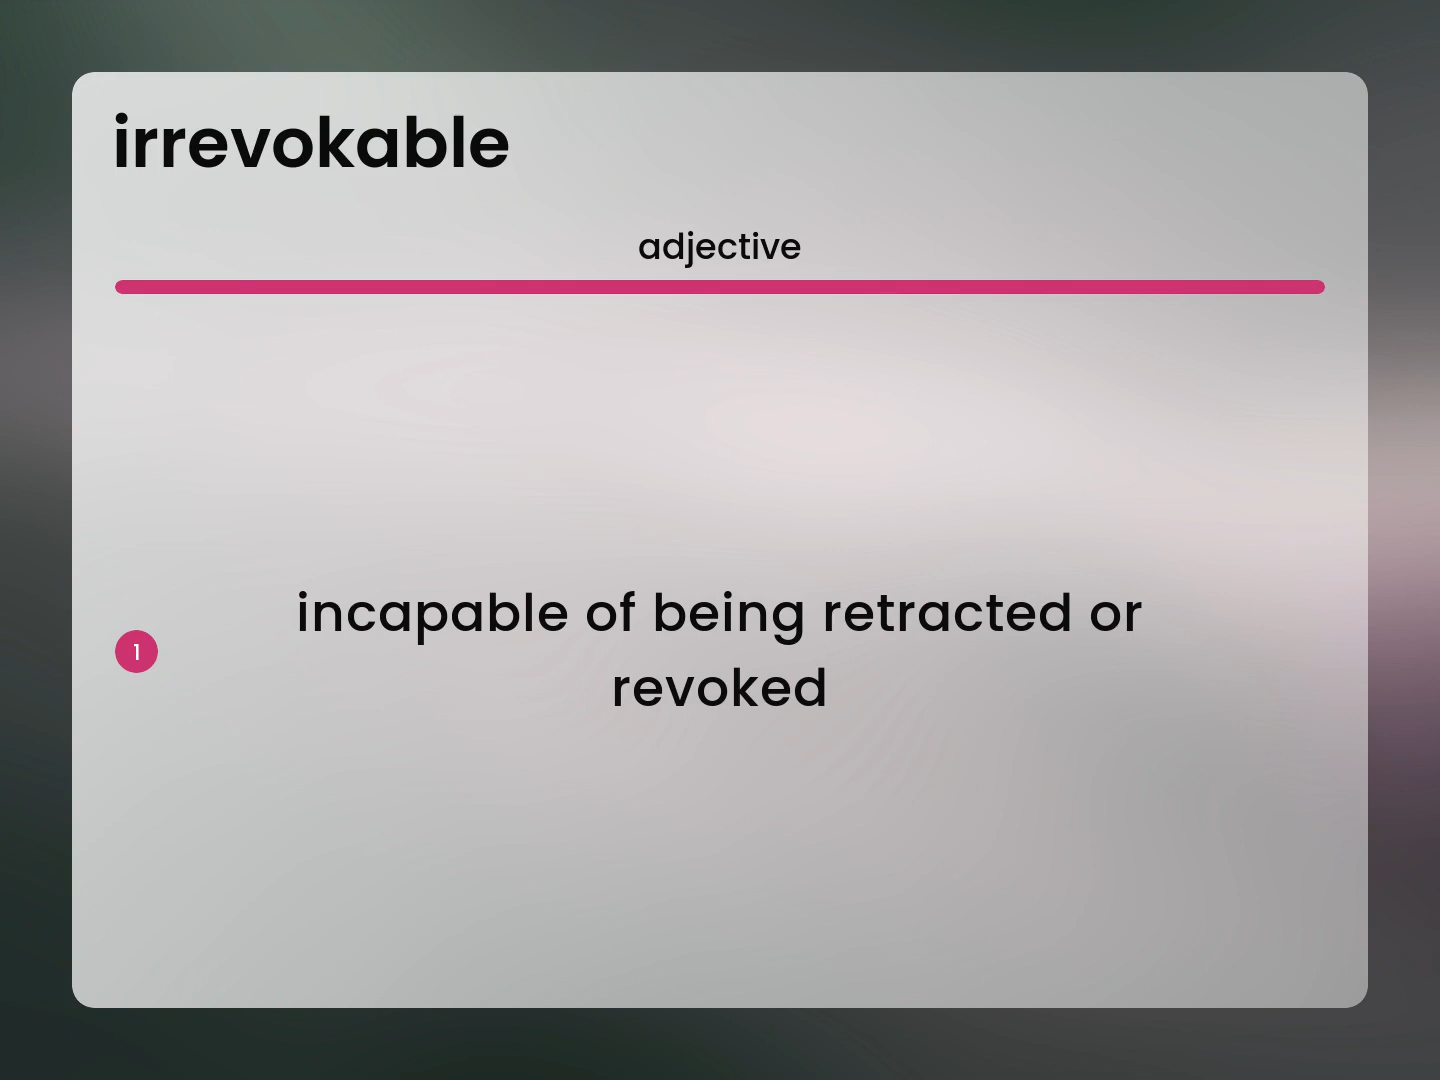 irrevokable
adjective
incapable of being retracted or
1
revoked